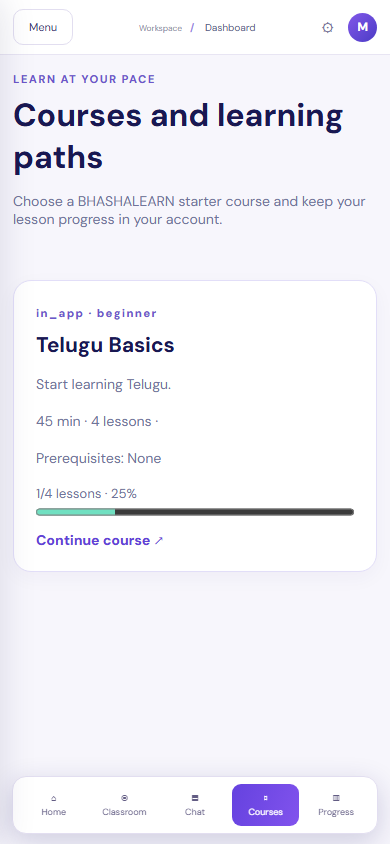 Menu
Workspace / Dashboard
M
LEARN AT YOUR PACE
Courses and learning
paths
Choose a BHASHALEARN starter course and keep your
lesson progress in your account.
in_app · beginner
Telugu Basics
Start learning Telugu.
45 min · 4 lessons ·
Prerequisites: None
1/4 lessons · 25%
Continue course ↗
Home
Classroom
Chat
Courses
Progress